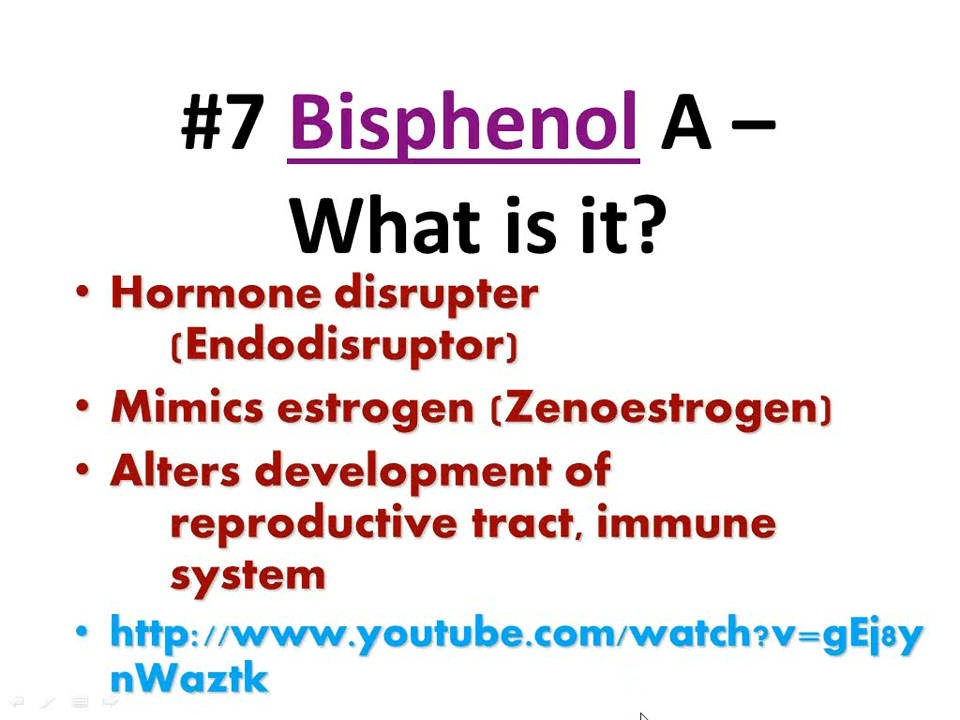 #7 Bisphenol A –
What is it?
• Hormone disrupter
(Endodisruptor)
• Mimics estrogen (Zenoestrogen)
• Alters development of
reproductive tract, immune
system
• http://www.youtube.com/watch?v=gEj8y
nWaztk